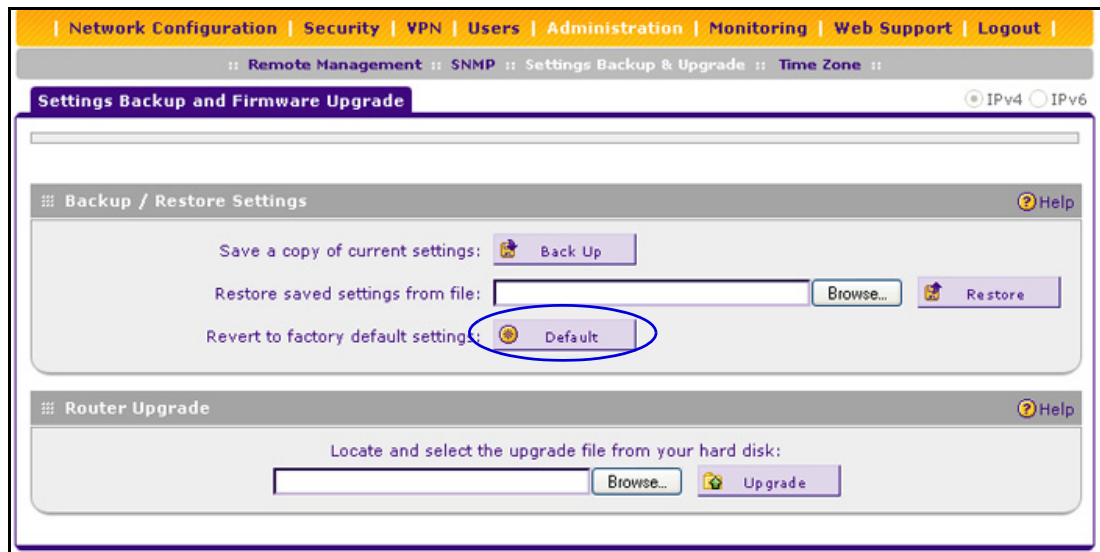 | Network Configuration | Security | VPN | Users | Administration | Monitoring | Web Support | Logout |
:: Remote Management :: SNMP :: Settings Backup & Upgrade :: Time Zone ::
Settings Backup and Firmware Upgrade IPv4 IPv6
Backup / Restore Settings Help
Save a copy of current settings: Back Up
Restore saved settings from file: Browse... Restore
Revert to factory default settings: Default
Router Upgrade Help
Locate and select the upgrade file from your hard disk:
Browse... Upgrade